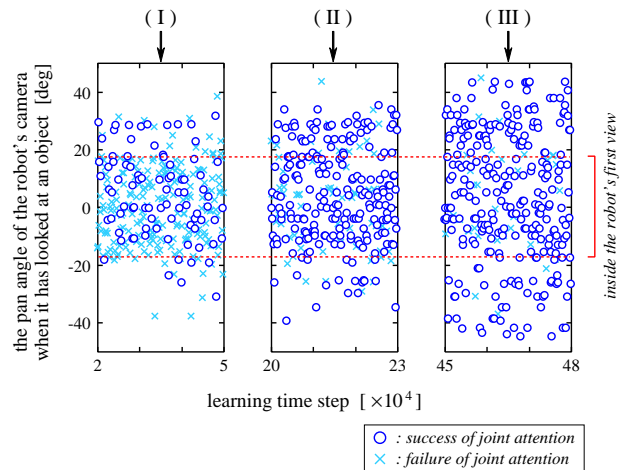 ( I ) ( II ) ( III )
the pan angle of the robot's camera
when it has looked at an object [deg]
40
20
0
-20
-40
2 5 20 23 45 48
inside the robot's first view
learning time step [ ×10⁴ ]
: success of joint attention
: failure of joint attention